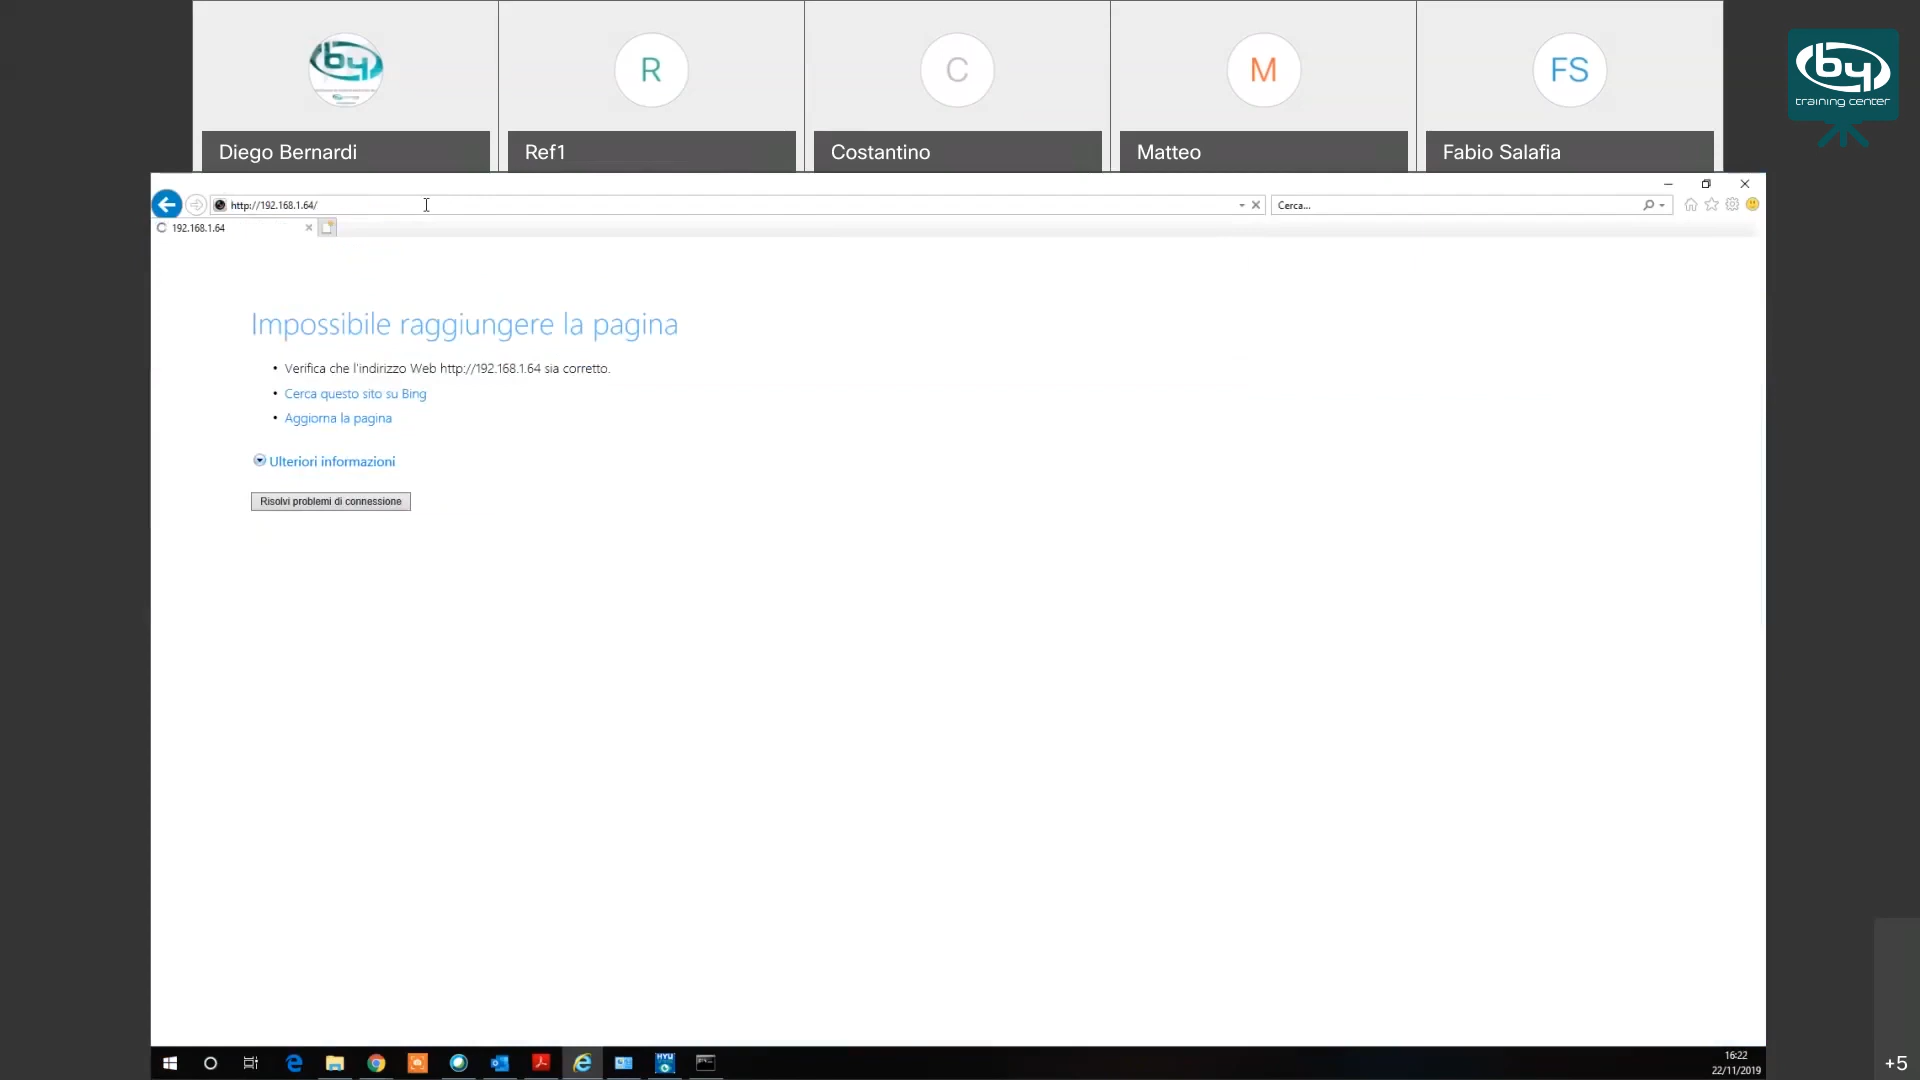 R
C
M
FS
by
training center
Diego Bernardi
Ref1
Costantino
Matteo
Fabio Salafia
http://192.168.1.64/
Cerca...
192.168.1.64
Impossibile raggiungere la pagina
• Verifica che l'indirizzo Web http://192.168.1.64 sia corretto.
• Cerca questo sito su Bing
• Aggiorna la pagina
Ulteriori informazioni
Risolvi problemi di connessione
HYU
16:22
22/11/2019
+5